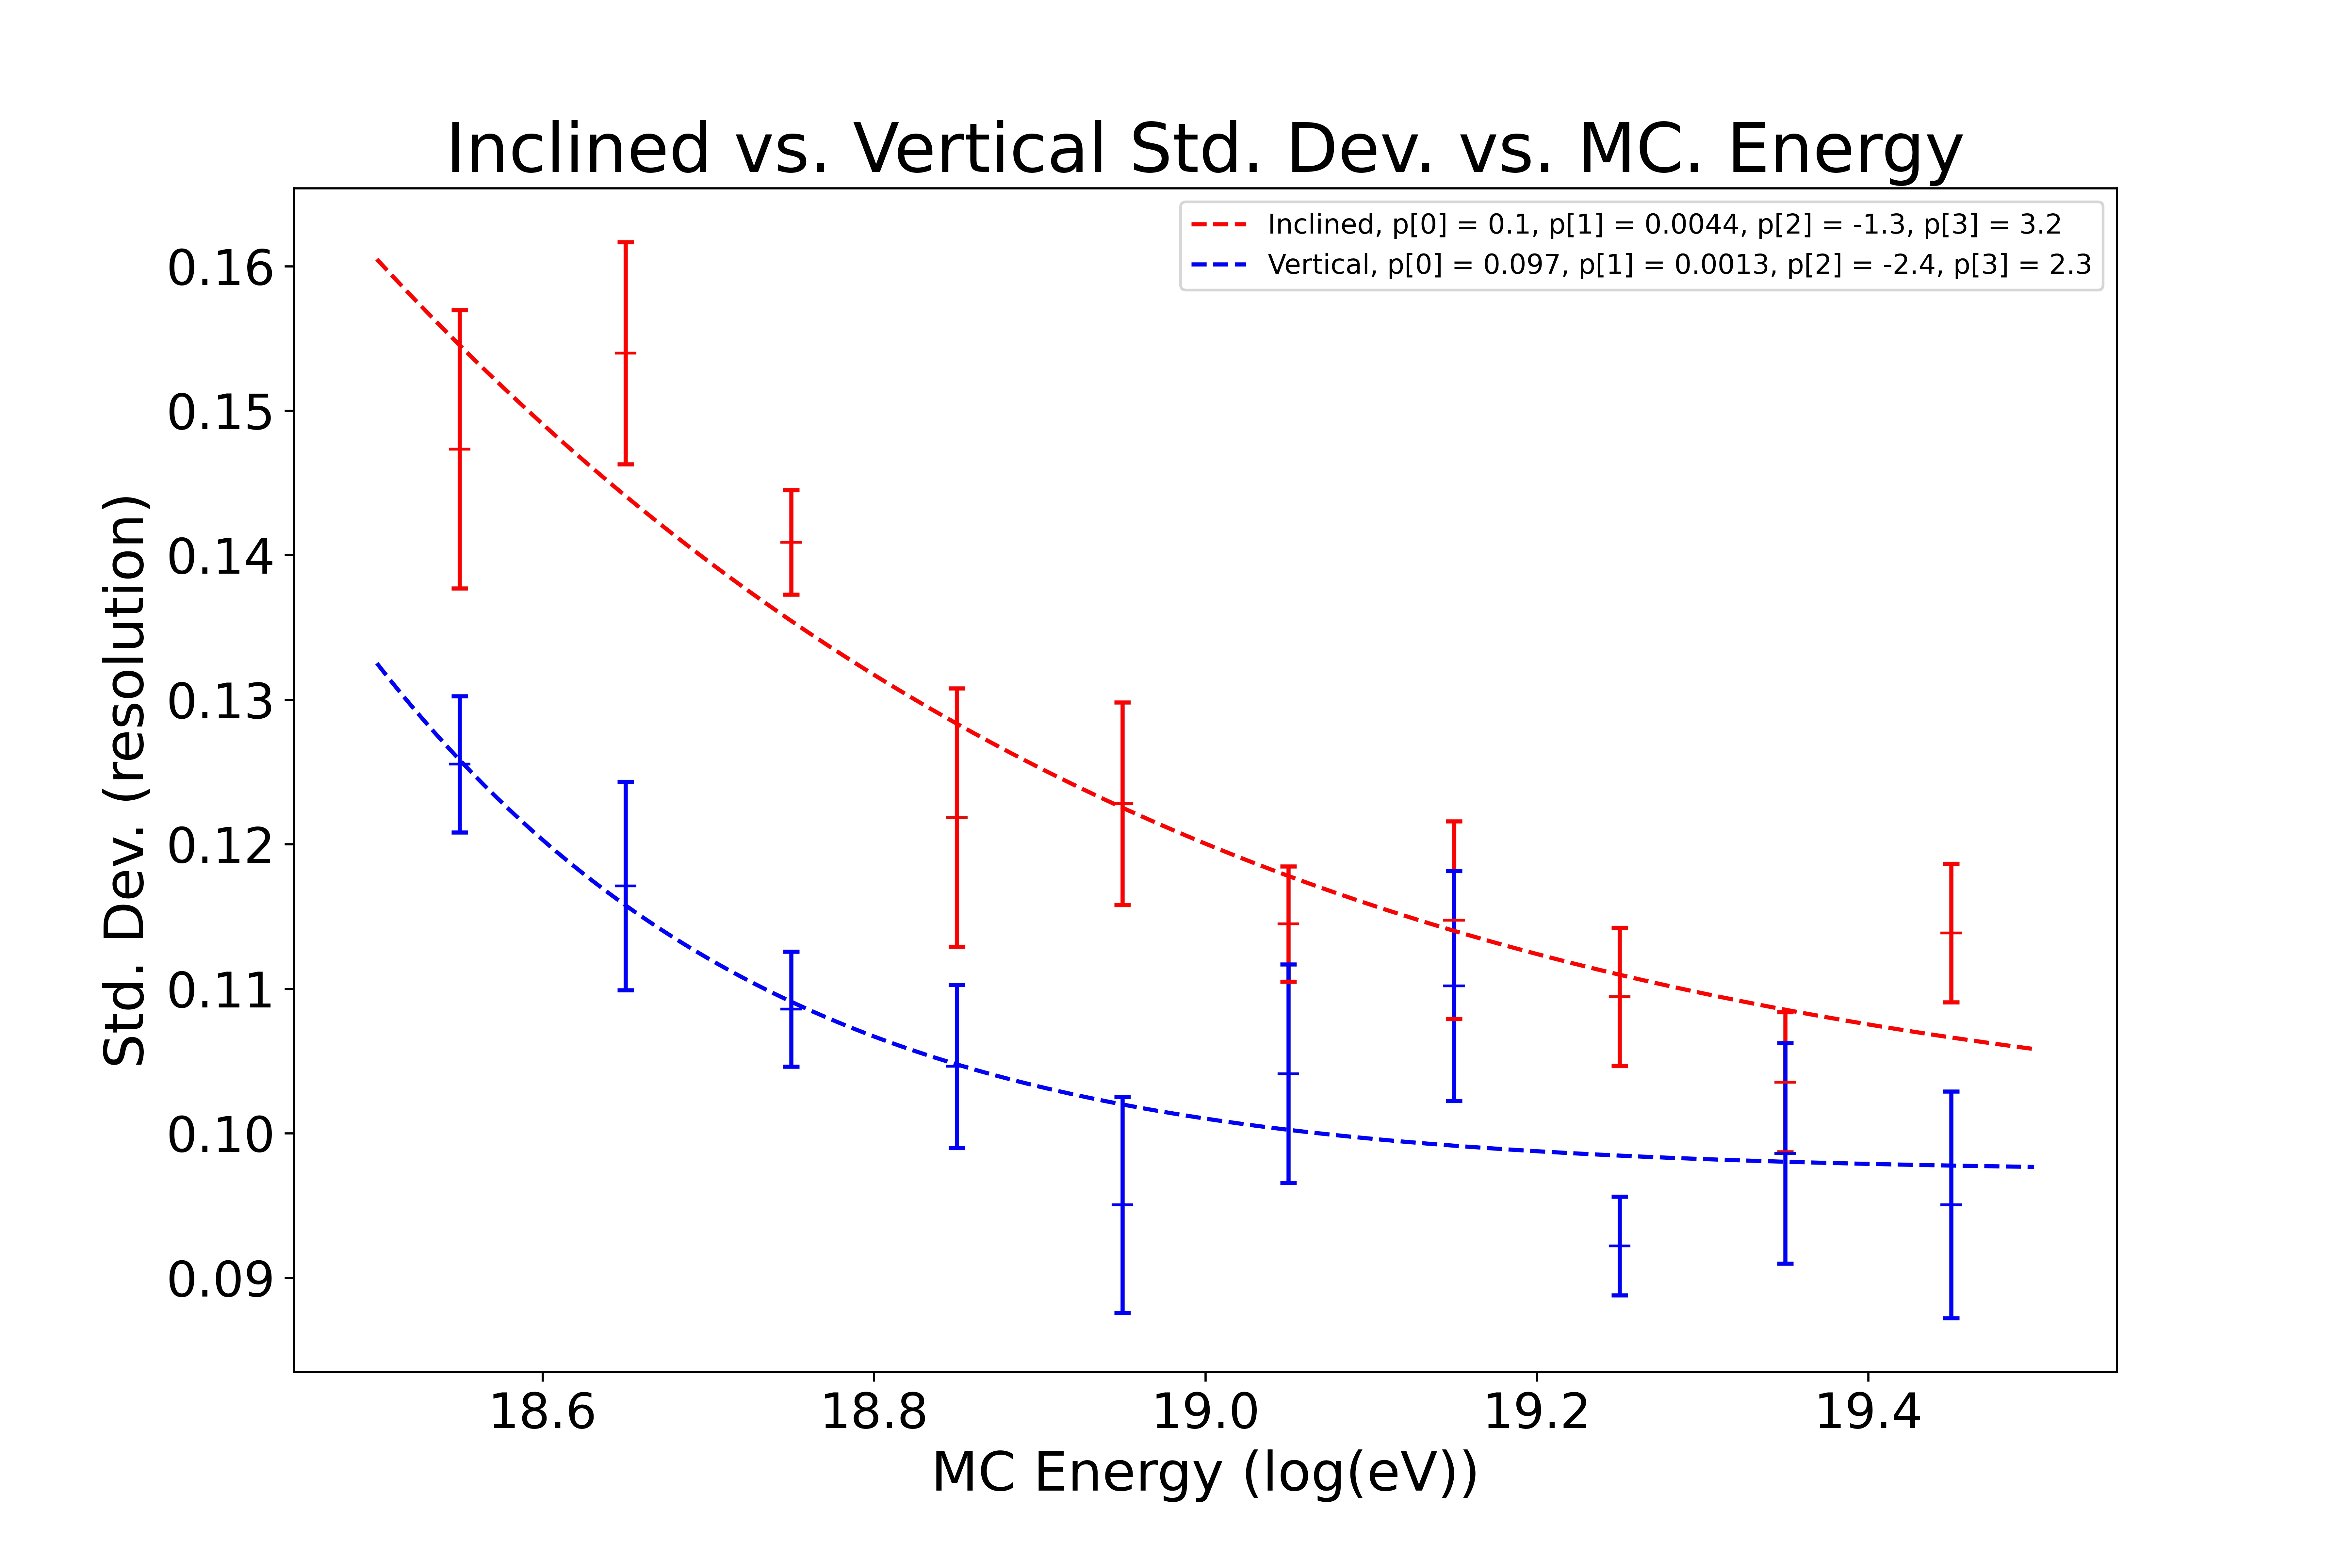 Inclined vs. Vertical Std. Dev. vs. MC. Energy
Inclined, p[0] = 0.1, p[1] = 0.0044, p[2] = -1.3, p[3] = 3.2
Vertical, p[0] = 0.097, p[1] = 0.0013, p[2] = -2.4, p[3] = 2.3
Std. Dev. (resolution)
0.16
0.15
0.14
0.13
0.12
0.11
0.10
0.09
18.6 18.8 19.0 19.2 19.4
MC Energy (log(eV))